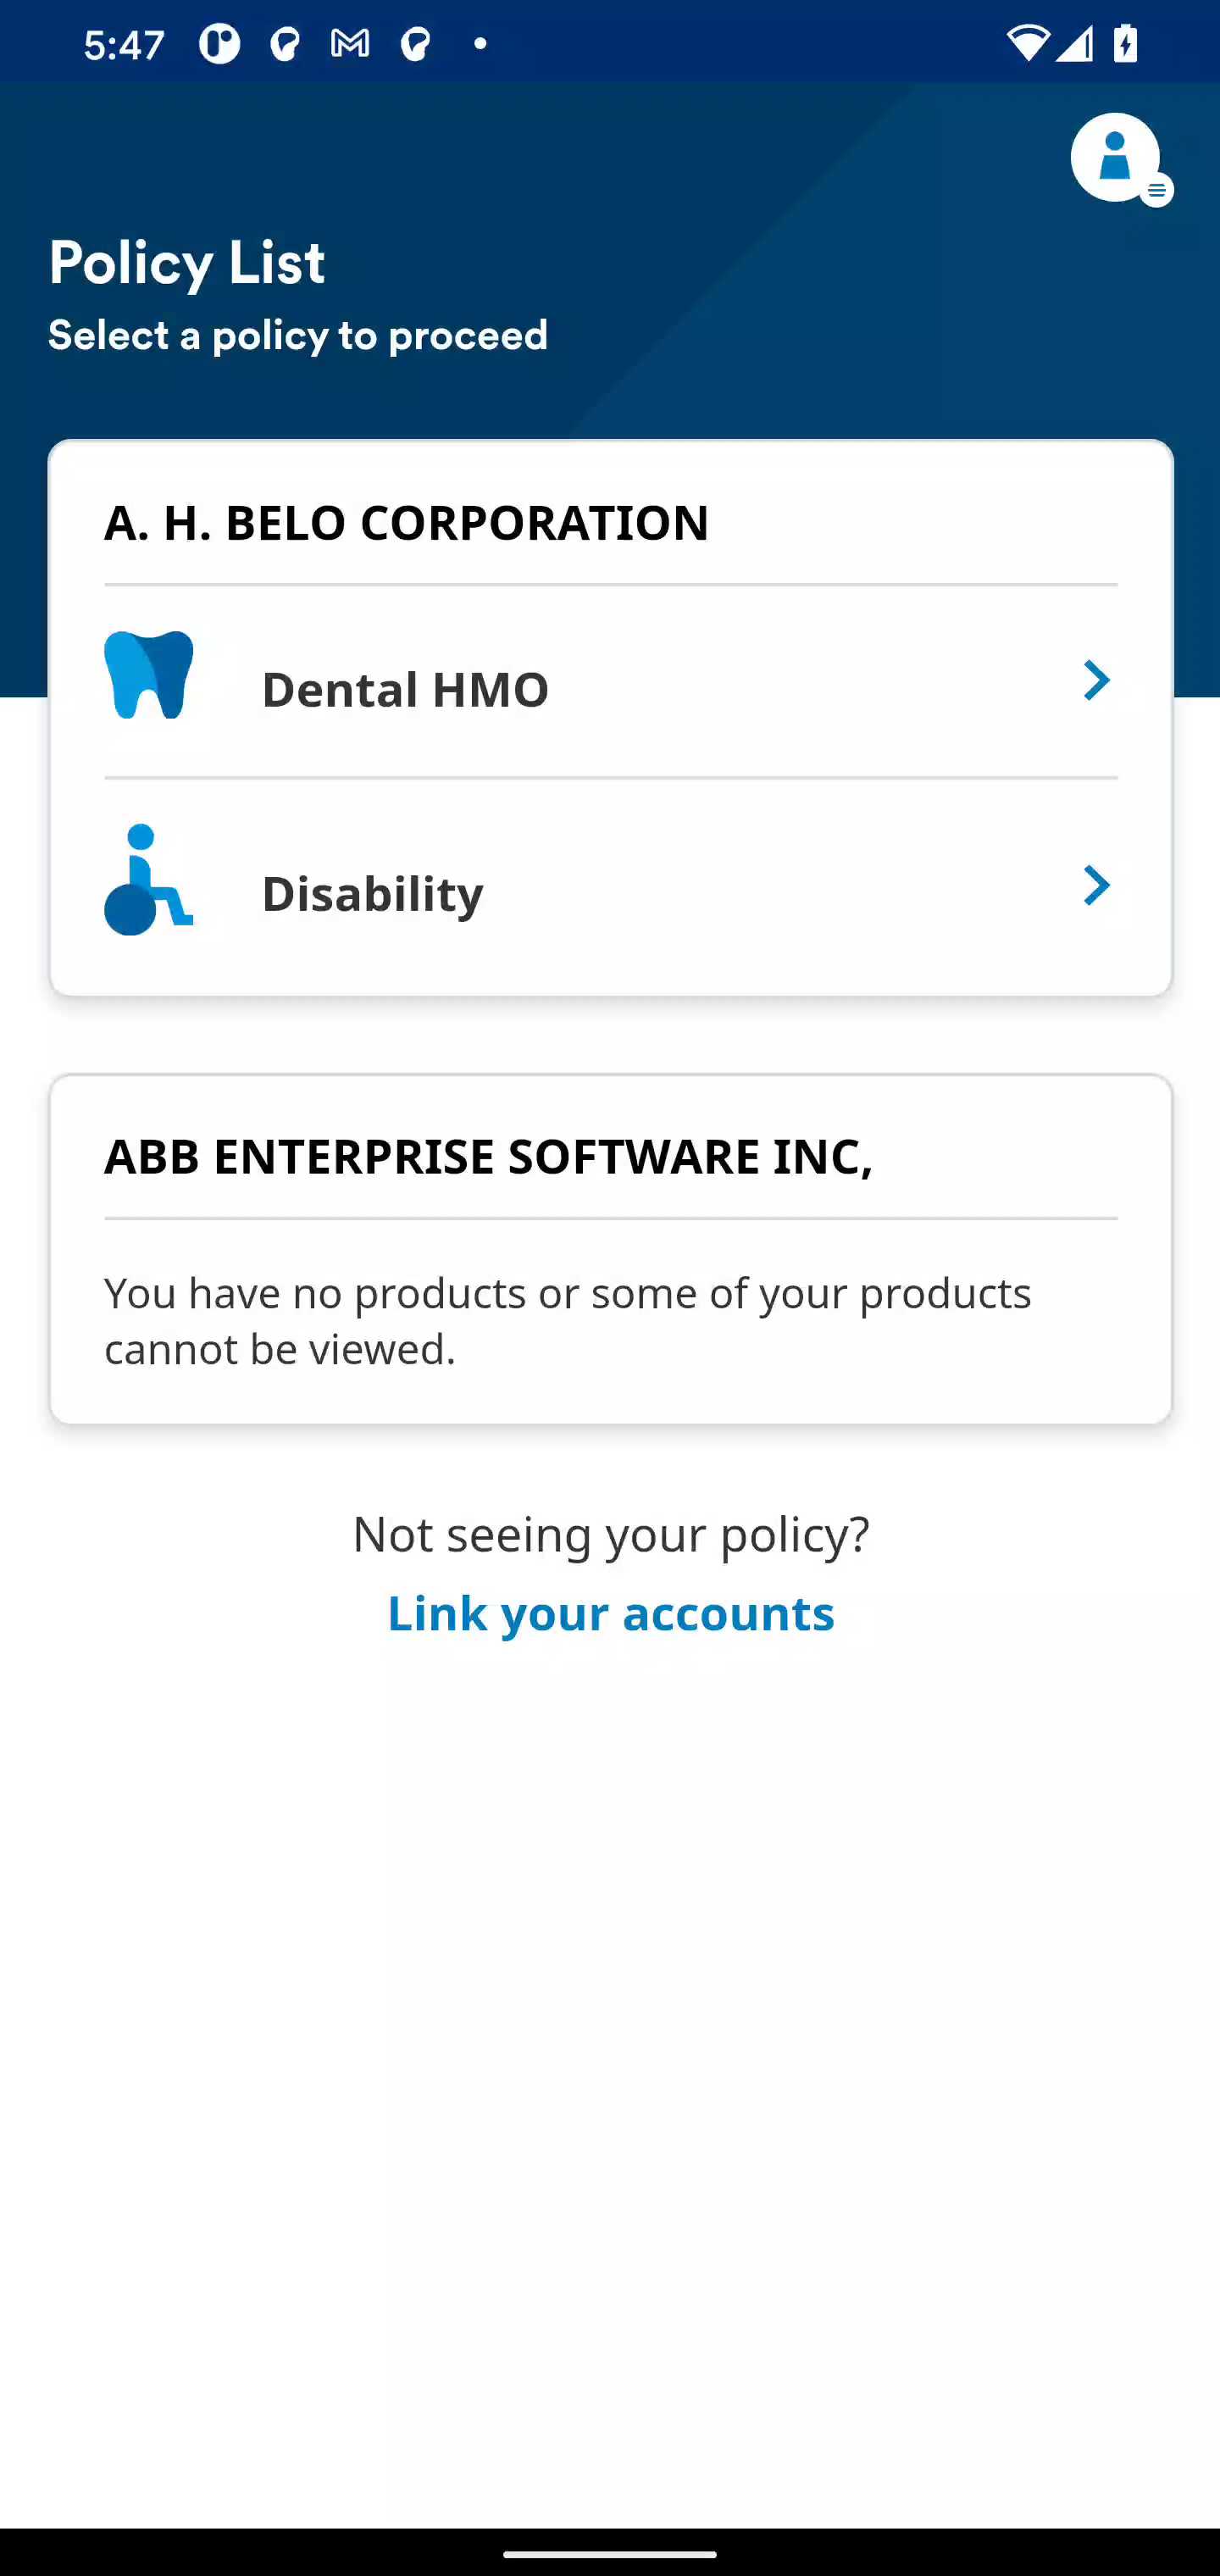 5:47
Policy List
Select a policy to proceed
A. H. BELO CORPORATION
Dental HMO
Disability
ABB ENTERPRISE SOFTWARE INC,
You have no products or some of your products
cannot be viewed.
Not seeing your policy?
Link your accounts